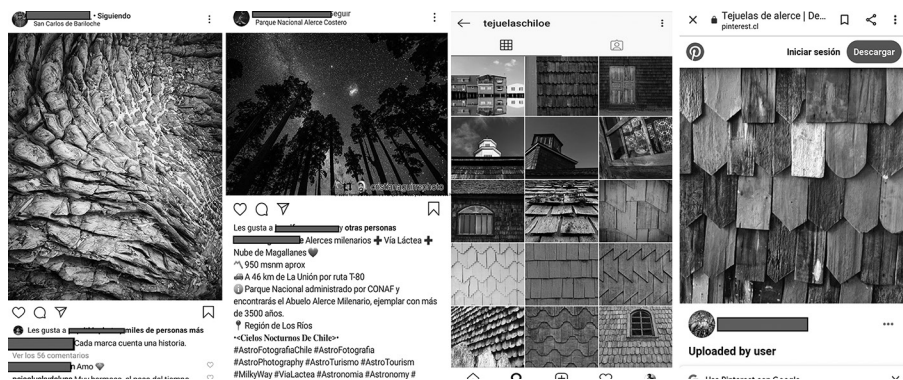 • Siguiendo
San Carlos de Bariloche
Les gusta a
miles de personas más
Cada marca cuenta una historia.
Ver los 56 comentarios
Amo 🖤
Parque Nacional Alerce Costero
Les gusta a
y otras personas
Alerces milenarios ➕ Vía Láctea ➕
Nube de Magallanes 🖤
950 msnm aprox
A 46 km de La Unión por ruta T-80
Parque Nacional administrado por CONAF y
encontrarás el Abuelo Alerce Milenario, ejemplar con más
de 3500 años.
📍 Región de Los Ríos
•<Cielos Nocturnos De Chile>•
#AstroFotografiaChile #AstroFotografia
#AstroPhotography #AstroTurismo #AstroTourism
#MilkyWay #ViaLactea #Astronomia #Astronomy #
tejuelaschiloe
Tejuelas de alerce | De...
pinterest.cl
Iniciar sesión
Descargar
Uploaded by user